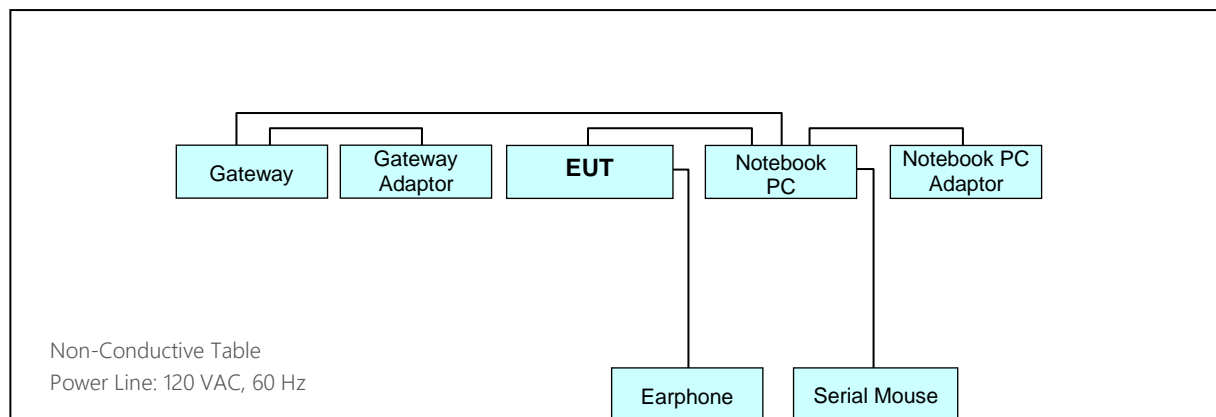 Gateway
Gateway
Adaptor
EUT
Notebook
PC
Notebook PC
Adaptor
Non-Conductive Table
Power Line: 120 VAC, 60 Hz
Earphone
Serial Mouse